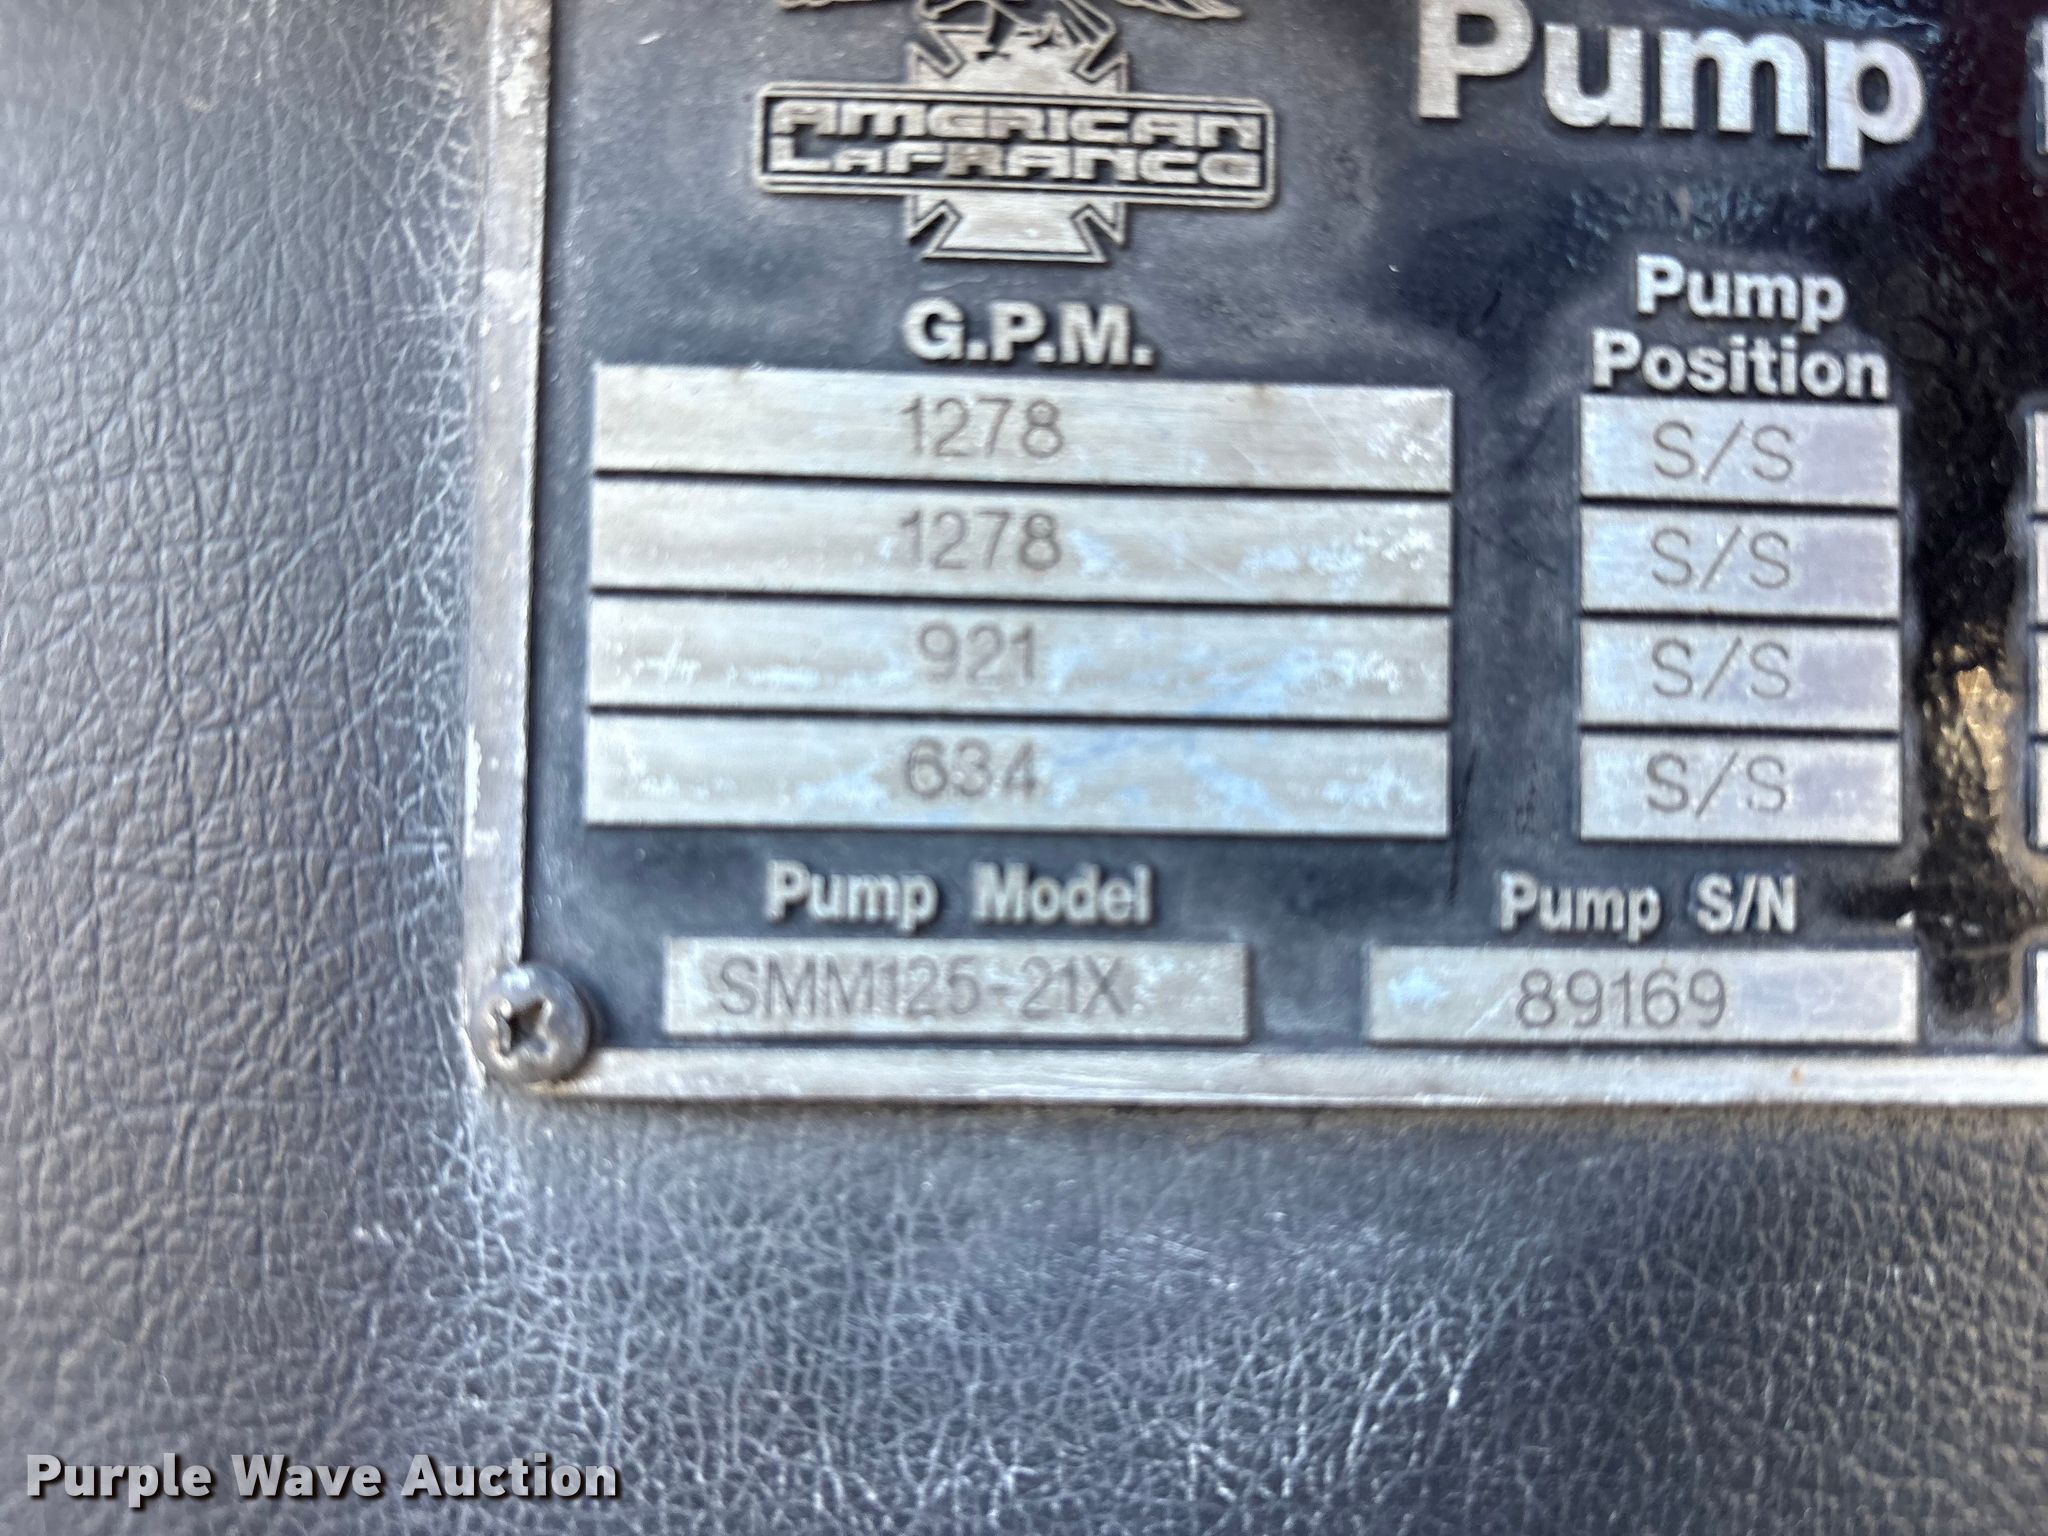 AMERICAN
LAFRANCE
Pump
G.P.M.
Pump
Position
1278 S/S
1278 S/S
921 S/S
634 S/S
Pump Model Pump S/N
SMM125-21X 89169
Purple Wave Auction